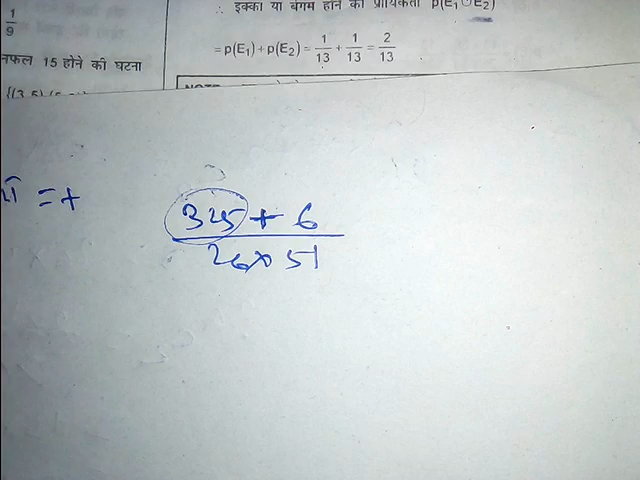 ∴ इक्का या बेगम होने की प्रायिकता p(E₁∪E₂)
1/9
= p(E₁) + p(E₂) = 1/13 + 1/13 = 2/13
नफल 15 होने की घटना
= +
325 + 6
26 × 51